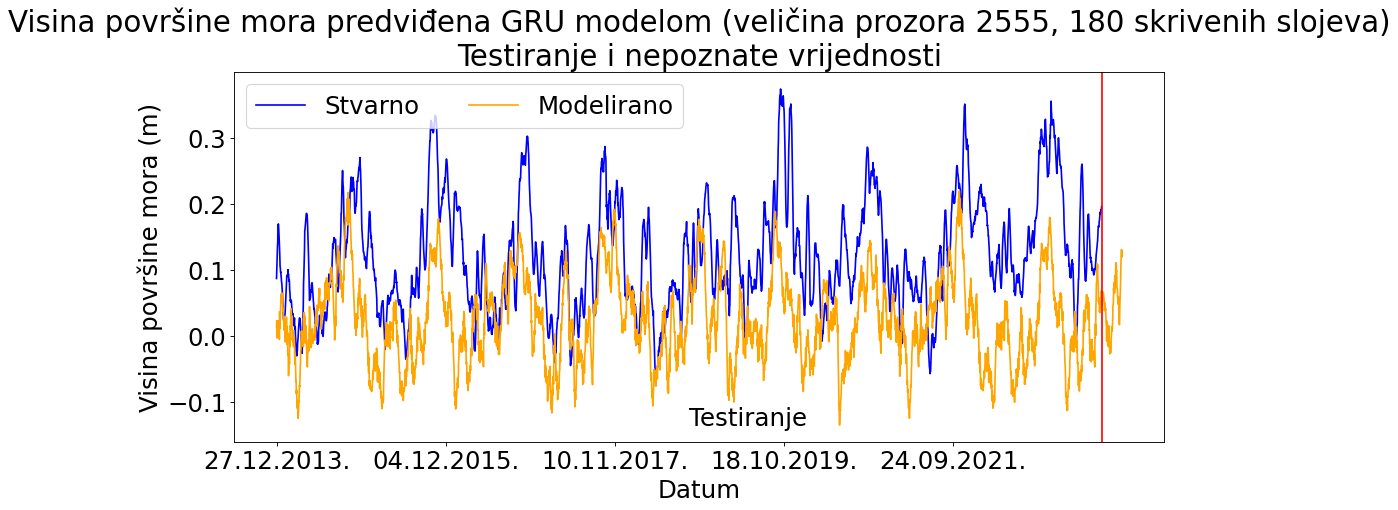 Visina površine mora predviđena GRU modelom (veličina prozora 2555, 180 skrivenih slojeva)
Testiranje i nepoznate vrijednosti
Stvarno
Modelirano
Visina površine mora (m)
0.3
0.2
0.1
0.0
−0.1
Testiranje
27.12.2013.
04.12.2015.
10.11.2017.
18.10.2019.
24.09.2021.
Datum